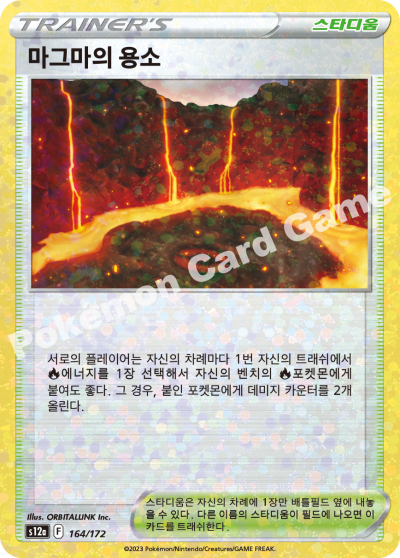 TRAINER'S
스타디움
마그마의 용소
Pokémon Card Game
서로의 플레이어는 자신의 차례마다 1번 자신의 트래쉬에서
에너지를 1장 선택해서 자신의 벤치의 포켓몬에게
붙여도 좋다. 그 경우, 붙인 포켓몬에게 데미지 카운터를 2개
올린다.
Illus. ORBITALLINK Inc.
s12a F 164/172
스타디움은 자신의 차례에 1장만 배틀필드 옆에 내놓
을 수 있다. 다른 이름의 스타디움이 필드에 나오면 이
카드를 트래쉬한다.
©2023 Pokémon/Nintendo/Creatures/GAME FREAK.